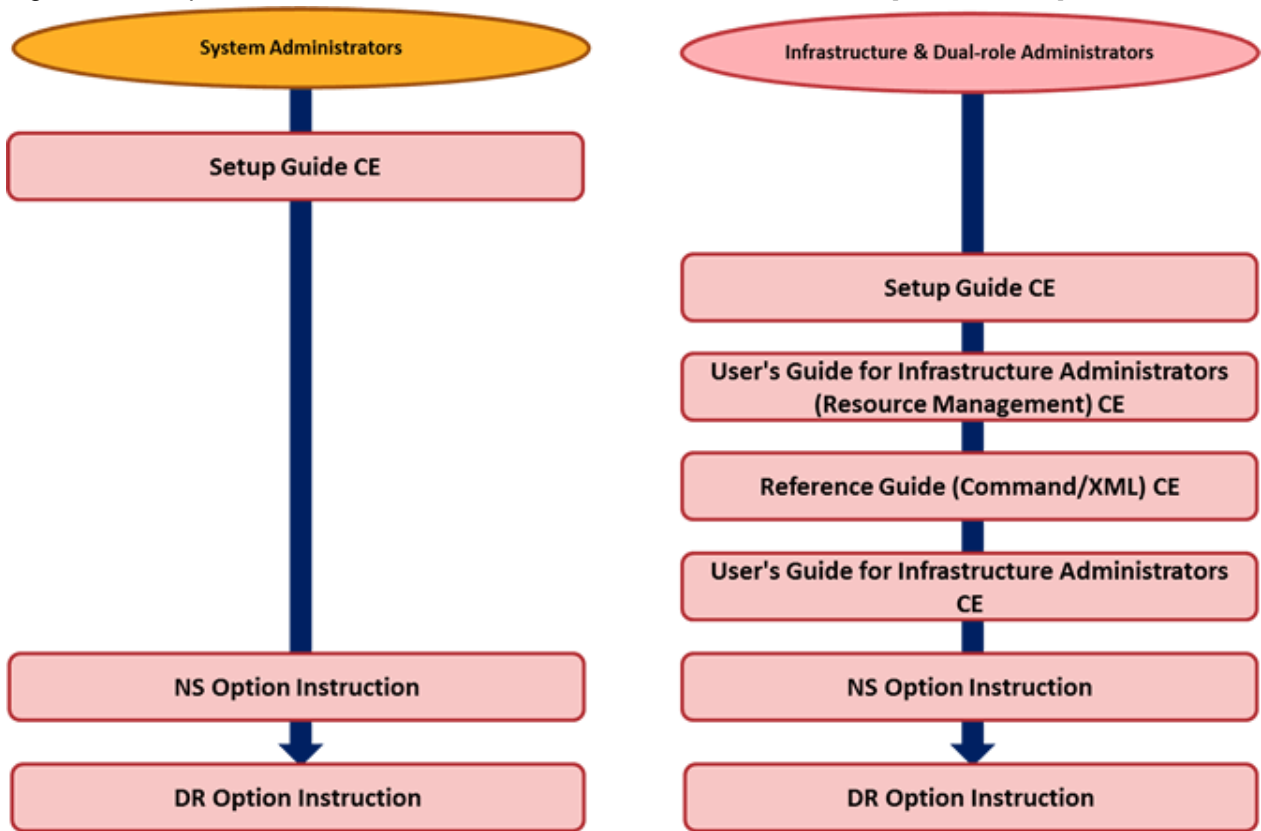 System Administrators
Setup Guide CE
NS Option Instruction
DR Option Instruction
Infrastructure & Dual-role Administrators
Setup Guide CE
User's Guide for Infrastructure Administrators
(Resource Management) CE
Reference Guide (Command/XML) CE
User's Guide for Infrastructure Administrators
CE
NS Option Instruction
DR Option Instruction